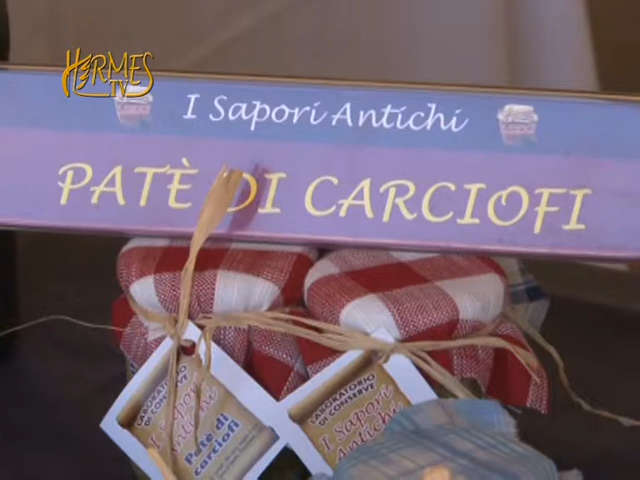 HERMES
TV
I Sapori Antichi
PATÈ DI CARCIOFI
LABORATORIO
DI CONSERVE
I Sapori
Antichi
Patè di
carciofi
LABORATORIO
DI CONSERVE
I Sapori
Antichi